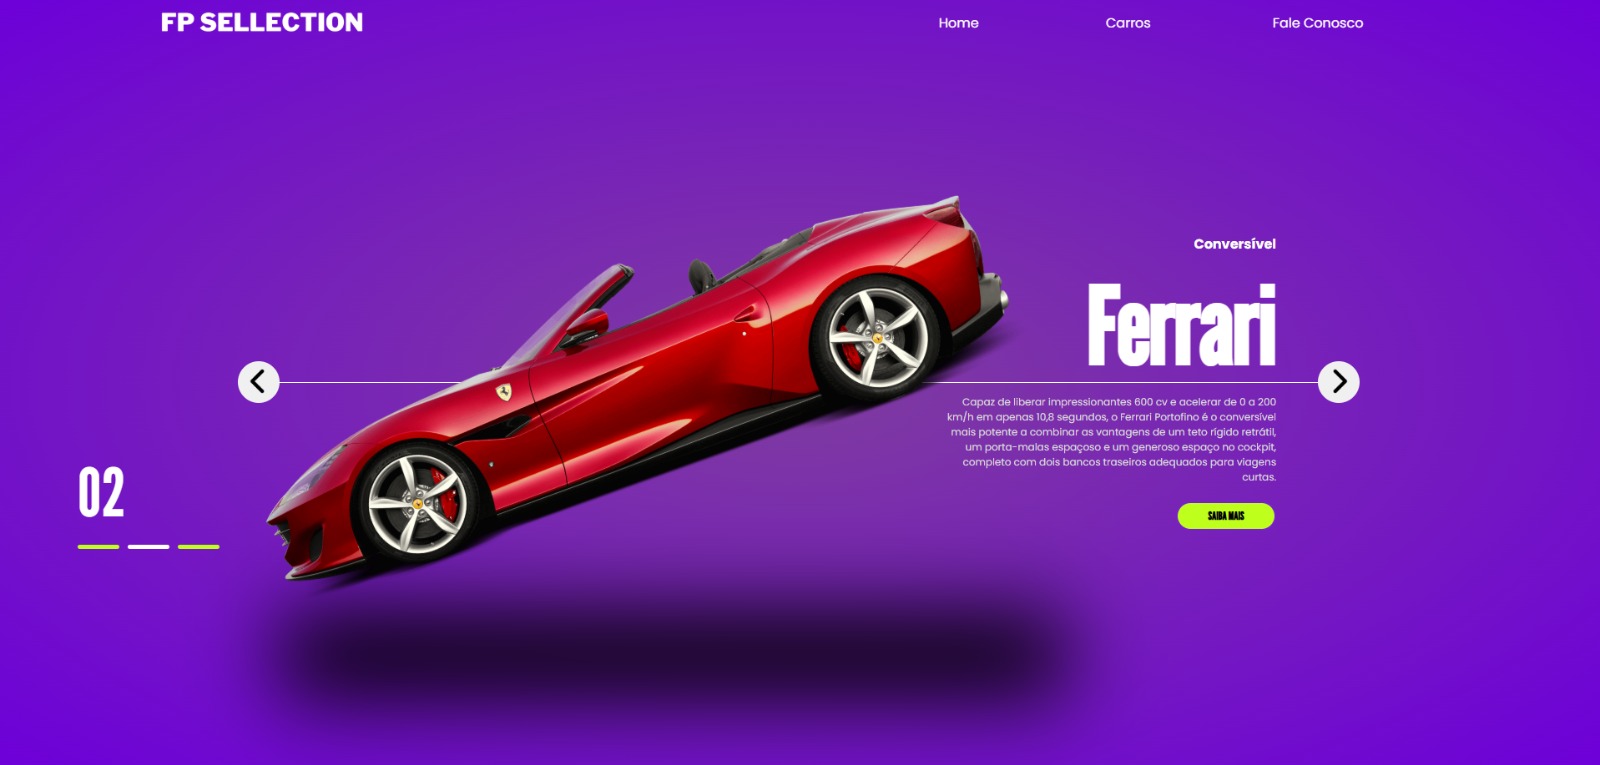 FP SELLECTION
Home
Carros
Fale Conosco
Conversível
Ferrari
Capaz de liberar impressionantes 600 cv e acelerar de 0 a 200
km/h em apenas 10,8 segundos, o Ferrari Portofino é o conversível
mais potente a combinar as vantagens de um teto rígido retrátil,
um porta-malas espaçoso e um generoso espaço no cockpit,
completo com dois bancos traseiros adequados para viagens
curtas.
SAIBA MAIS
02